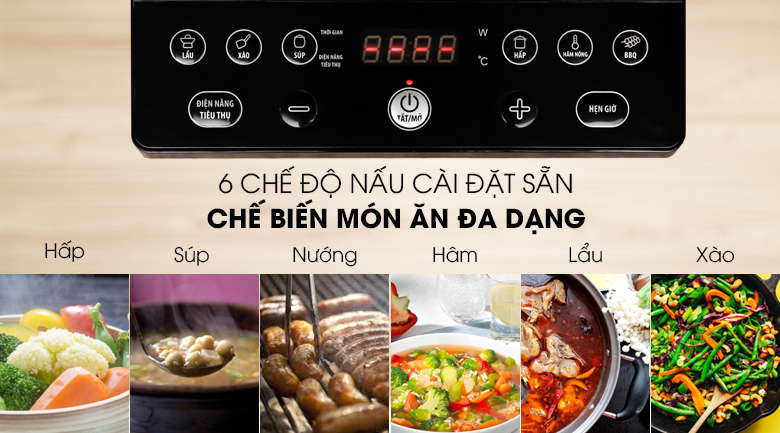 LẨU
XÀO
SÚP
THỜI GIAN
ĐIỆN NĂNG
TIÊU THỤ
W
°C
HẤP
HÂM NÓNG
BBQ
ĐIỆN NĂNG
TIÊU THỤ
TẮT/MỞ
HẸN GIỜ
6 CHẾ ĐỘ NẤU CÀI ĐẶT SẴN
CHẾ BIẾN MÓN ĂN ĐA DẠNG
Hấp Súp Nướng Hâm Lẩu Xào